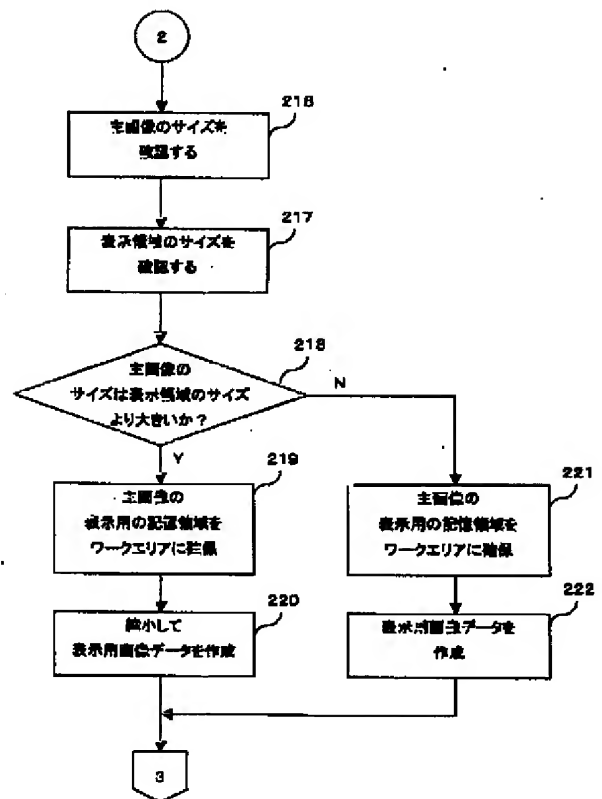 2
216
主画像のサイズを
確認する
217
表示領域のサイズを
確認する
218
主画像の
サイズは表示領域のサイズ
より大きいか？
N
Y
219
主画像の
表示用の記憶領域を
ワークエリアに確保
221
主画像の
表示用の記憶領域を
ワークエリアに確保
220
縮小して
表示用画像データを作成
222
表示用画像データを
作成
3